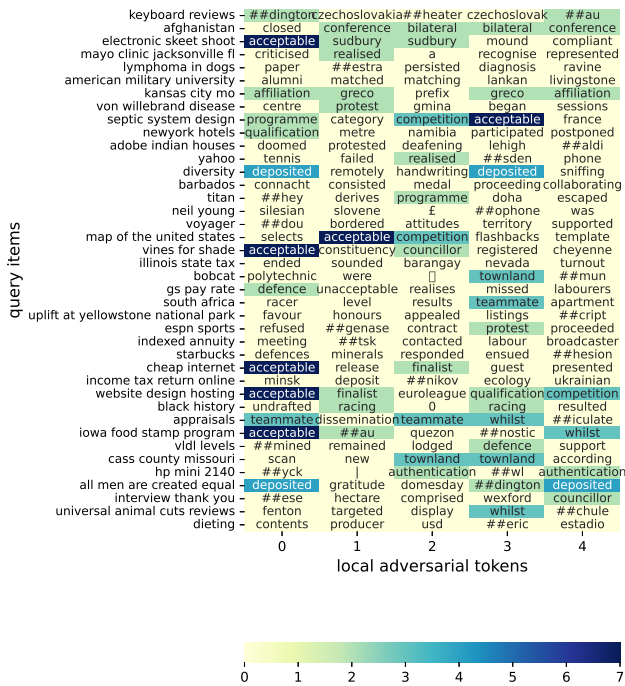 keyboard reviews ##dington czechoslovakia ##heater czechoslovak ##au
afghanistan closed conference bilateral bilateral conference
electronic skeet shoot acceptable sudbury sudbury mound compliant
mayo clinic jacksonville fl criticised realised a recognise represented
lymphoma in dogs paper ##estra persisted diagnosis ravine
american military university alumni matched matching liankan livingstone
kansas city mo affiliation greco prefix greco affiliation
von willebrand disease centre protest gmina began sessions
septic system design programme category competition acceptable france
newyork hotels qualification metre namibia participated postponed
adobe indian houses doomed protested deafening lehigh ##aldi
yahoo tennis failed realised ##sden phone
diversity deposited remotely handwriting deposited sniffing
barbados connacht consisted medal proceeding collaborating
titan ##hey derives programme doha escaped
neil young silesian slovene £ ##ophone was
voyager ##dou bordered attitudes territory supported
map of the united states selects acceptable competition flashbacks template
vines for shade acceptable constituency councillor registered cheyenne
illinois state tax ended sounded barangay nevada turnout
bobcat polytechnic were townland ##mun
gs pay rate defence unacceptable realises missed labourers
south africa racer level results teammate apartment
uplift at yellowstone national park favour honours appealed listings ##cript
espn sports refused ##genase contract protest proceeded
indexed annuity meeting ##tsk contacted labour broadcaster
starbucks defences minerals responded ensued ##hesion
cheap internet acceptable release finalist guest presented
income tax return online minsk deposit ##nikov ecology ukrainian
website design hosting acceptable finalist euroleague qualification competition
black history undrafted racing 0 racing resulted
appraisals teammate dissemination teammate whilst ##iculate
iowa food stamp program acceptable ##au quezon ##nostic whilst
vldl levels ##mined remained lodged defence support
cass county missouri scan new townland townland according
hp mini 2140 ##yck | authentication ##wl authentication
all men are created equal deposited gratitude domesday ##dington deposited
interview thank you ##ese hectare comprised wexford councillor
universal animal cuts reviews fenton targeted display whilst ##chule
dieting contents producer usd ##eric estadio
0 1 2 3 4
local adversarial tokens
query items
0 1 2 3 4 5 6 7